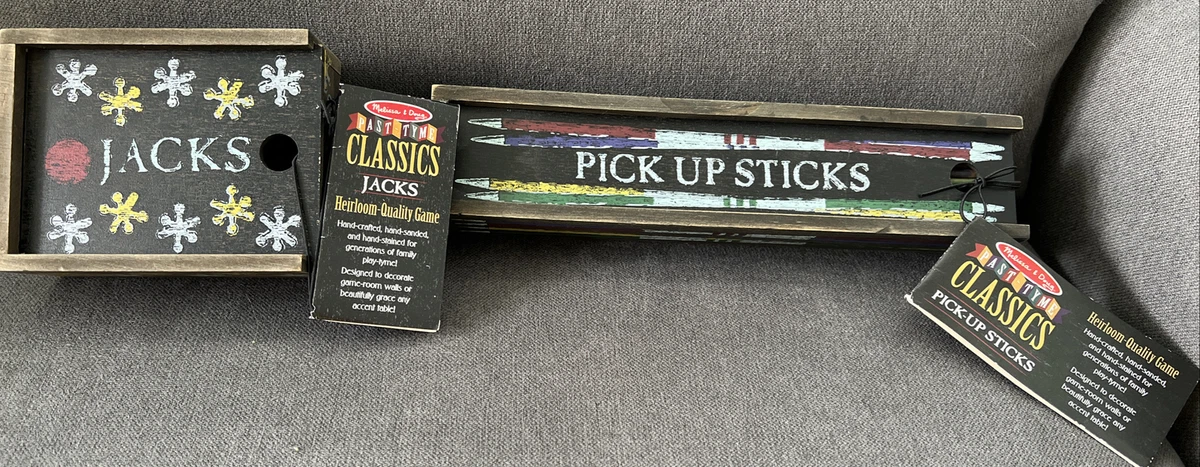 JACKS
Melissa & Doug
PAST TYME
CLASSICS
JACKS
Heirloom-Quality Game
Hand-crafted, hand-sanded,
and hand-stained for
generations of family
play-tyme!
Designed to decorate
game-room walls or
beautifully grace any
accent table!
PICK UP STICKS
Melissa & Doug
PAST TYME
CLASSICS
PICK-UP STICKS
Heirloom-Quality Game
Hand-crafted, hand-sanded,
and hand-stained for
generations of family
play-tyme!
Designed to decorate
game-room walls or
beautifully grace any
accent table!